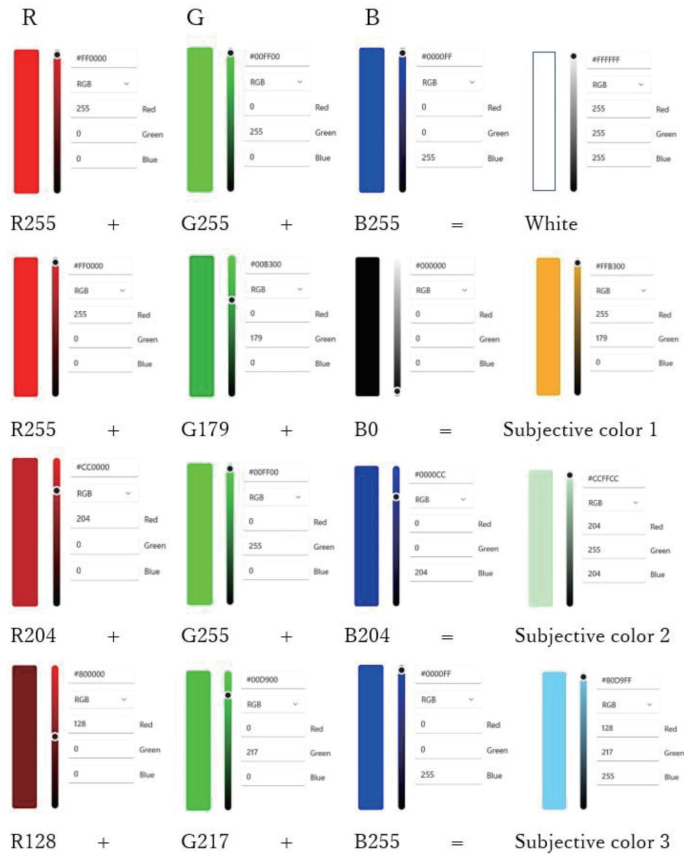 R G B
#FF0000 #00FF00 #0000FF #FFFFFF
RGB RGB RGB RGB
255 Red 0 Red 0 Red 255 Red
0 Green 255 Green 0 Green 255 Green
0 Blue 0 Blue 255 Blue 255 Blue
R255 + G255 + B255 = White
#FF0000 #00B300 #000000 #FFB300
RGB RGB RGB RGB
255 Red 0 Red 0 Red 255 Red
0 Green 179 Green 0 Green 179 Green
0 Blue 0 Blue 0 Blue 0 Blue
R255 + G179 + B0 = Subjective color 1
#CC0000 #00FF00 #0000CC #CCFFCC
RGB RGB RGB RGB
204 Red 0 Red 0 Red 204 Red
0 Green 255 Green 0 Green 255 Green
0 Blue 0 Blue 204 Blue 204 Blue
R204 + G255 + B204 = Subjective color 2
#800000 #00D900 #0000FF #80D9FF
RGB RGB RGB RGB
128 Red 0 Red 0 Red 128 Red
0 Green 217 Green 0 Green 217 Green
0 Blue 0 Blue 255 Blue 255 Blue
R128 + G217 + B255 = Subjective color 3